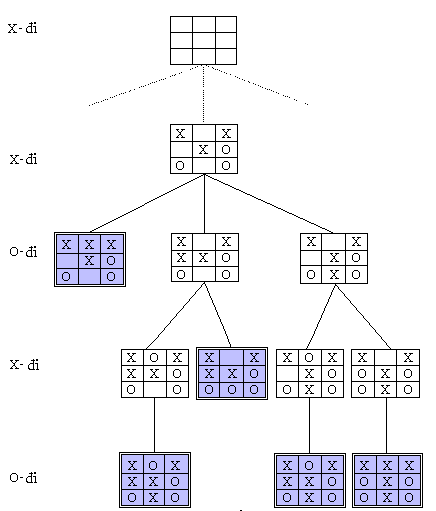 X- đi
X X
X O
X- đi
O O
X X X X X X X
O- đi
X O X X O X O
O O O O O X O
X O X X X X O X X X
X- đi
X X O X X O X O O X O
O O O O O O X O O X O
X O X X O X X X X
O- đi
X X O X X O O X O
O X O O X O O X O